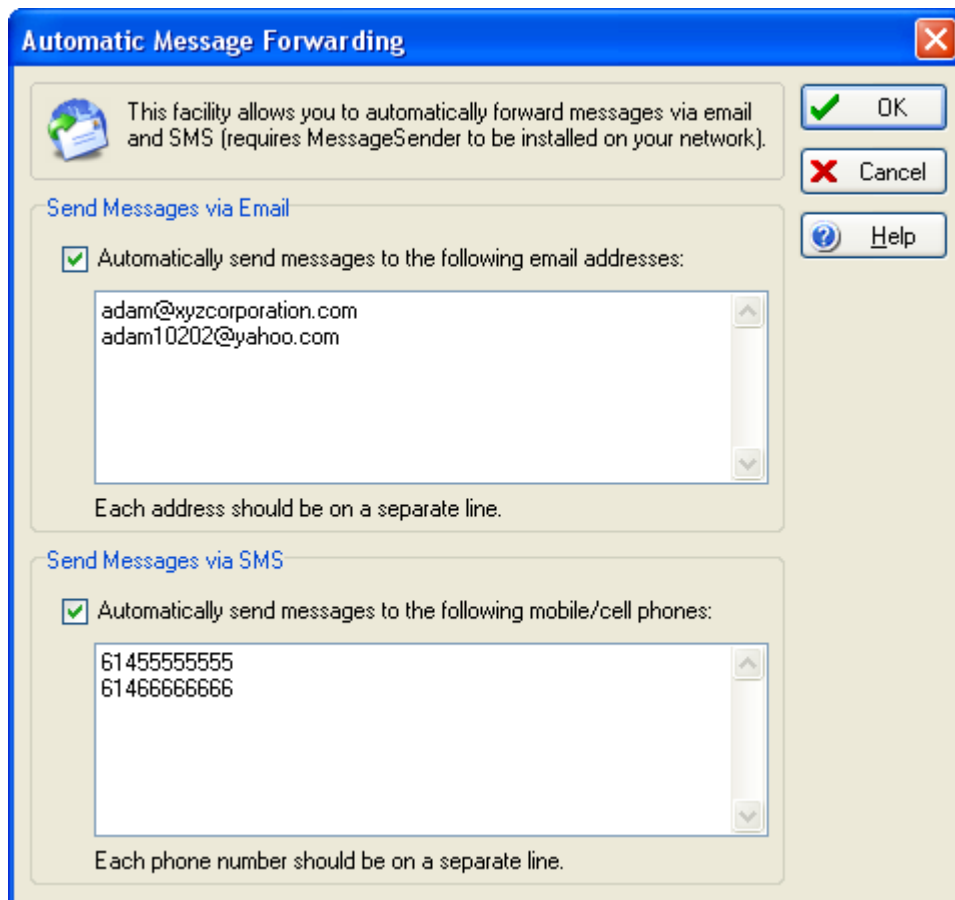 Automatic Message Forwarding
This facility allows you to automatically forward messages via email
and SMS (requires MessageSender to be installed on your network).
OK
Cancel
Help
Send Messages via Email
Automatically send messages to the following email addresses:
adam@xyzcorporation.com
adam10202@yahoo.com
Each address should be on a separate line.
Send Messages via SMS
Automatically send messages to the following mobile/cell phones:
61455555555
61466666666
Each phone number should be on a separate line.